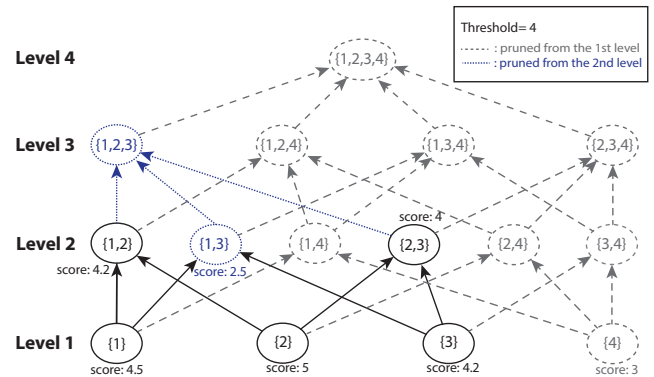 Threshold= 4
: pruned from the 1st level
: pruned from the 2nd level
Level 4
{1,2,3,4}
Level 3
{1,2,3}
{1,2,4}
{1,3,4}
{2,3,4}
score: 4
Level 2
{1,2}
{1,3}
{1,4}
{2,3}
{2,4}
{3,4}
score: 4.2
score: 2.5
Level 1
{1}
{2}
{3}
{4}
score: 4.5
score: 5
score: 4.2
score: 3